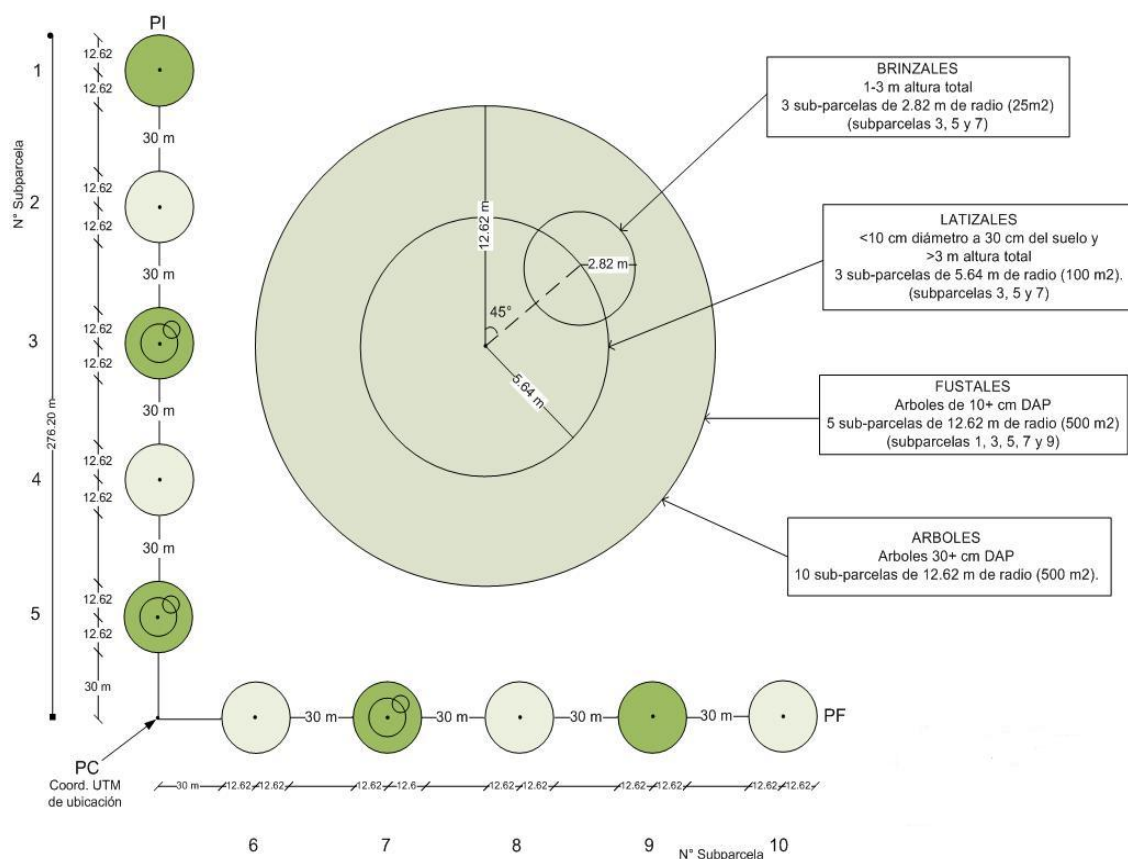 PI
1
12.62
12.62
30 m
N° Subparcela
2
12.62
12.62
30 m
3
12.62
12.62
30 m
276.20 m
4
12.62
12.62
30 m
5
12.62
12.62
30 m
PC
Coord. UTM
de ubicación
12.62 m
2.82 m
45°
5.64 m
BRINZALES
1-3 m altura total
3 sub-parcelas de 2.82 m de radio (25m2)
(subparcelas 3, 5 y 7)
LATIZALES
<10 cm diámetro a 30 cm del suelo y
>3 m altura total
3 sub-parcelas de 5.64 m de radio (100 m2).
(subparcelas 3, 5 y 7)
FUSTALES
Arboles de 10+ cm DAP
5 sub-parcelas de 12.62 m de radio (500 m2)
(subparcelas 1, 3, 5, 7 y 9)
ARBOLES
Arboles 30+ cm DAP
10 sub-parcelas de 12.62 m de radio (500 m2).
30 m 30 m 30 m 30 m PF
30 m 12.62 12.62 12.62 12.6 12.62 12.62 12.62 12.62 12.62 12.62
6 7 8 9 10
N° Subparcela